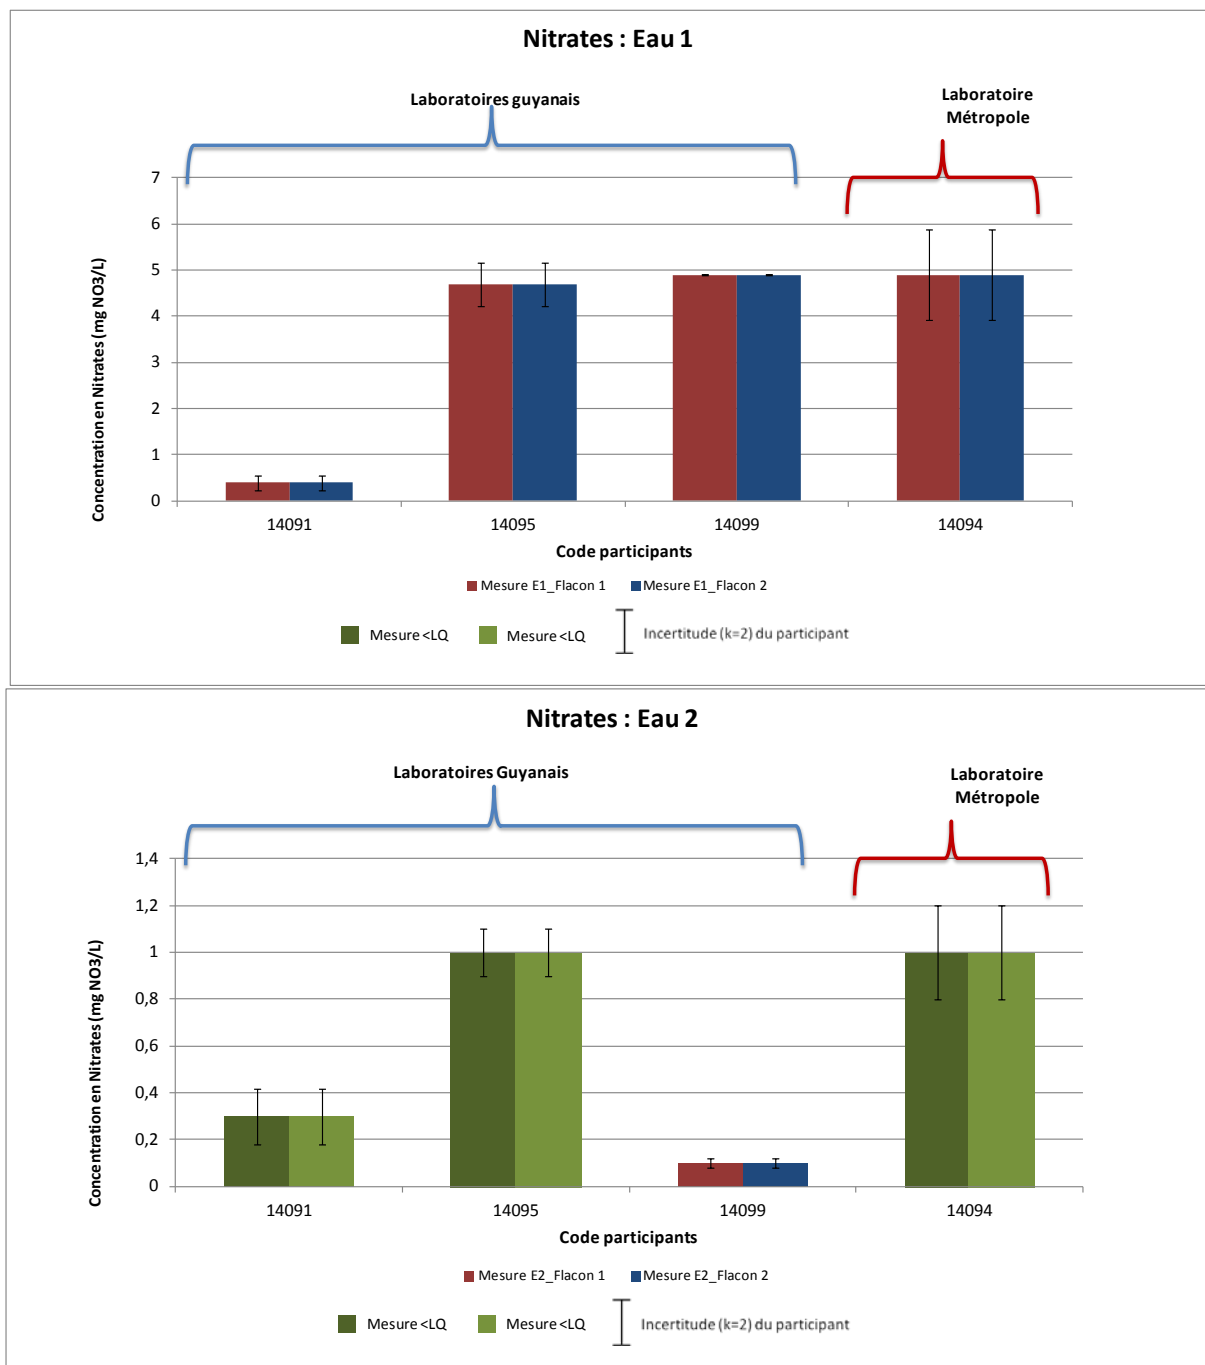 Nitrates : Eau 1
Laboratoires guyanais
Laboratoire
Métropole
Concentration en Nitrates (mg NO3/L)
7
6
5
4
3
2
1
0
14091 14095 14099 14094
Code participants
Mesure E1_Flacon 1 Mesure E1_Flacon 2
Mesure <LQ Mesure <LQ Incertitude (k=2) du participant
Nitrates : Eau 2
Laboratoires Guyanais
Laboratoire
Métropole
Concentration en Nitrates (mg NO3/L)
1,4
1,2
1
0,8
0,6
0,4
0,2
0
14091 14095 14099 14094
Code participants
Mesure E2_Flacon 1 Mesure E2_Flacon 2
Mesure <LQ Mesure <LQ Incertitude (k=2) du participant